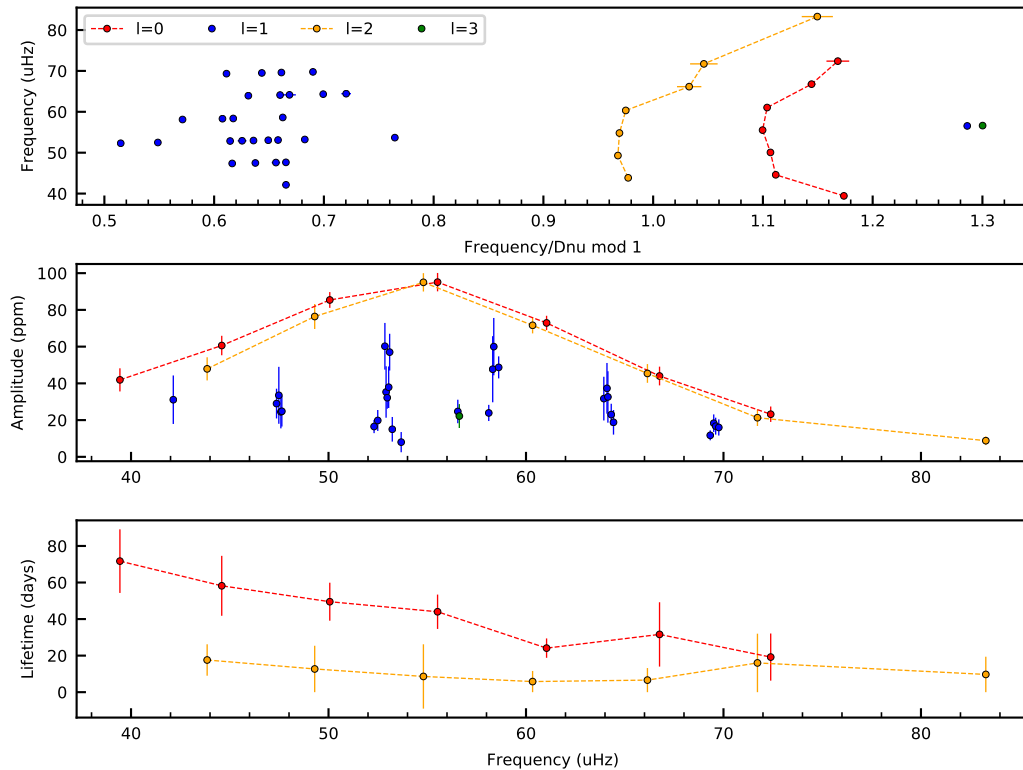 l=0 l=1 l=2 l=3
Frequency (uHz)
80
70
60
50
40
0.5 0.6 0.7 0.8 0.9 1.0 1.1 1.2 1.3
Frequency/Dnu mod 1
Amplitude (ppm)
100
80
60
40
20
0
40 50 60 70 80
Lifetime (days)
80
60
40
20
0
40 50 60 70 80
Frequency (uHz)